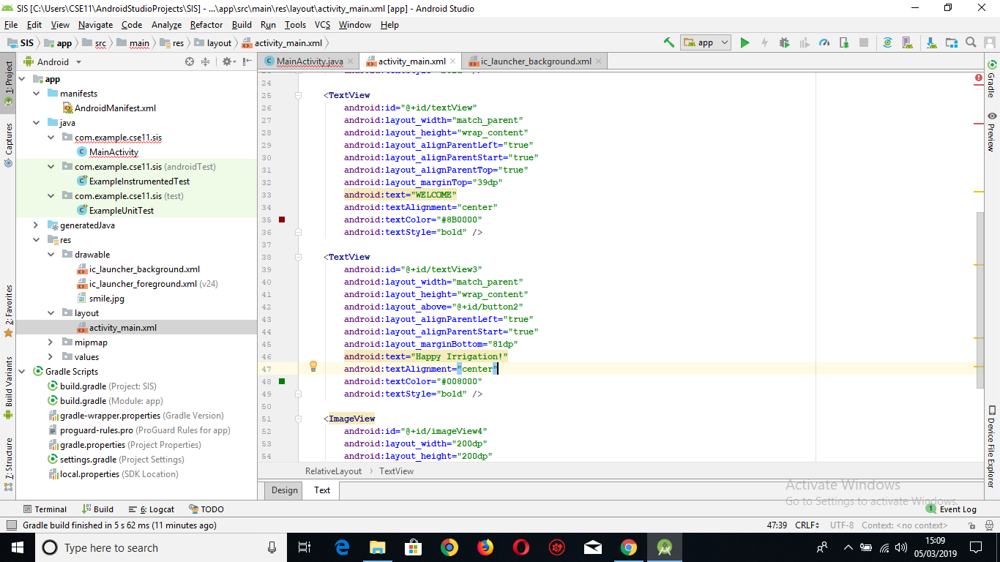 SIS [C:\Users\CSE11\AndroidStudioProjects\SIS] - ...\app\src\main\res\layout\activity_main.xml [app] - Android Studio
File Edit View Navigate Code Analyze Refactor Build Run Tools VCS Window Help
SIS app src main res layout activity_main.xml app
1: Project
Captures
2: Favorites
Build Variants
7: Structure
Android
app
manifests
AndroidManifest.xml
java
com.example.cse11.sis
MainActivity
com.example.cse11.sis (androidTest)
ExampleInstrumentedTest
com.example.cse11.sis (test)
ExampleUnitTest
generatedJava
res
drawable
ic_launcher_background.xml
ic_launcher_foreground.xml (v24)
smile.jpg
layout
activity_main.xml
mipmap
values
Gradle Scripts
build.gradle (Project: SIS)
build.gradle (Module: app)
gradle-wrapper.properties (Gradle Version)
proguard-rules.pro (ProGuard Rules for app)
gradle.properties (Project Properties)
settings.gradle (Project Settings)
local.properties (SDK Location)
MainActivity.java activity_main.xml ic_launcher_background.xml
24
25 <TextView
26 android:id="@+id/textView"
27 android:layout_width="match_parent"
28 android:layout_height="wrap_content"
29 android:layout_alignParentLeft="true"
30 android:layout_alignParentStart="true"
31 android:layout_alignParentTop="true"
32 android:layout_marginTop="39dp"
33 android:text="WELCOME"
34 android:textAlignment="center"
35 android:textColor="#8B0000"
36 android:textStyle="bold" />
37
38 <TextView
39 android:id="@+id/textView3"
40 android:layout_width="match_parent"
41 android:layout_height="wrap_content"
42 android:layout_above="@+id/button2"
43 android:layout_alignParentLeft="true"
44 android:layout_alignParentStart="true"
45 android:layout_marginBottom="81dp"
46 android:text="Happy Irrigation!"
47 android:textAlignment="center"
48 android:textColor="#008000"
49 android:textStyle="bold" />
50
51 <ImageView
52 android:id="@+id/imageView4"
53 android:layout_width="200dp"
54 android:layout_height="200dp"
RelativeLayout TextView
Design Text
Gradle
Preview
Device File Explorer
Activate Windows
Go to Settings to activate Windows.
Terminal Build 6: Logcat TODO 1 Event Log
Gradle build finished in 5 s 62 ms (11 minutes ago) 47:39 CRLF UTF-8 Context: <no context>
Type here to search
15:09
05/03/2019